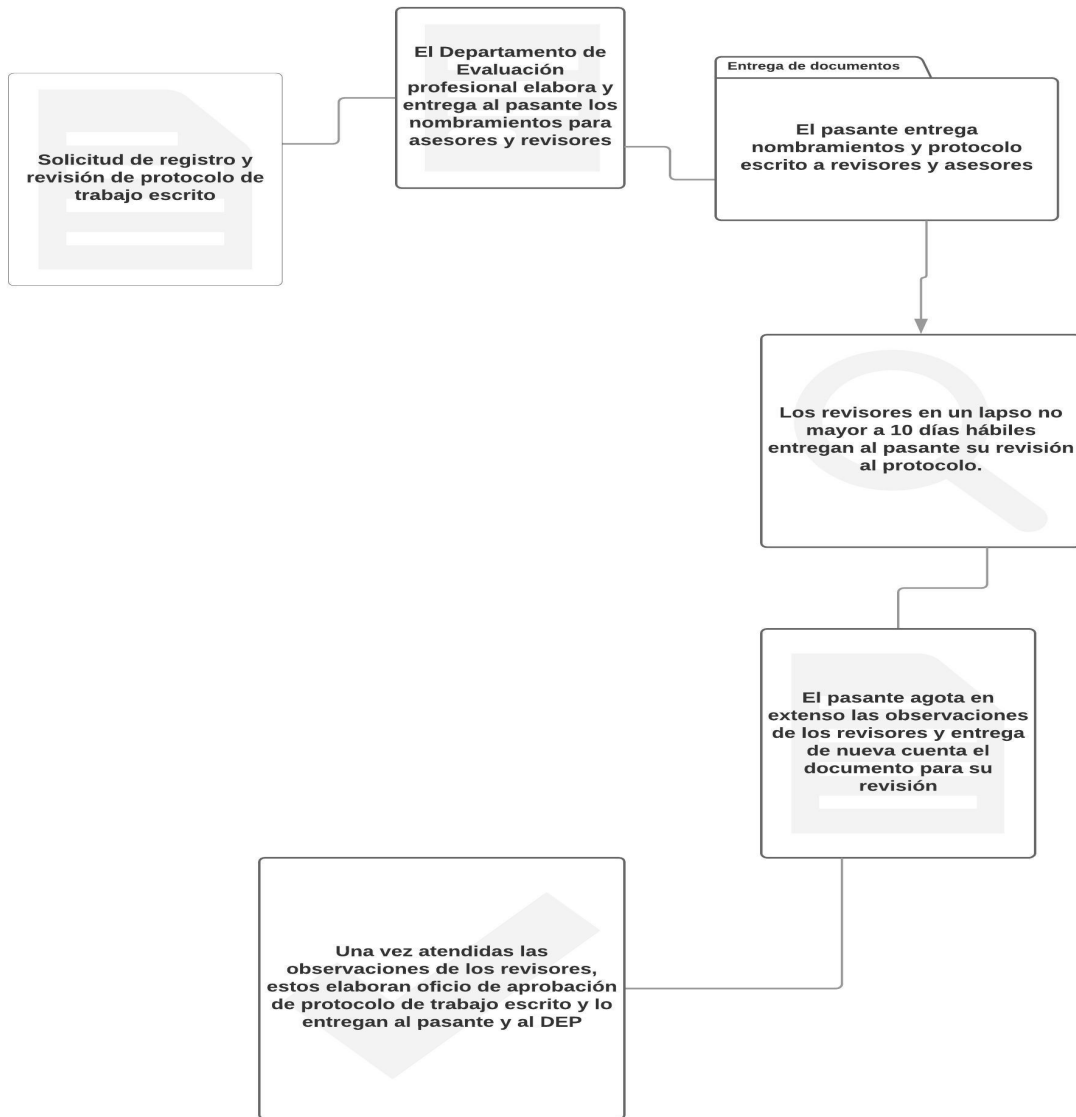 Solicitud de registro y
revisión de protocolo de
trabajo escrito
El Departamento de
Evaluación
profesional elabora y
entrega al pasante los
nombramientos para
asesores y revisores
Entrega de documentos
El pasante entrega
nombramientos y protocolo
escrito a revisores y asesores
Los revisores en un lapso no
mayor a 10 días hábiles
entregan al pasante su revisión
al protocolo.
El pasante agota en
extenso las observaciones
de los revisores y entrega
de nueva cuenta el
documento para su
revisión
Una vez atendidas las
observaciones de los revisores,
estos elaboran oficio de aprobación
de protocolo de trabajo escrito y lo
entregan al pasante y al DEP